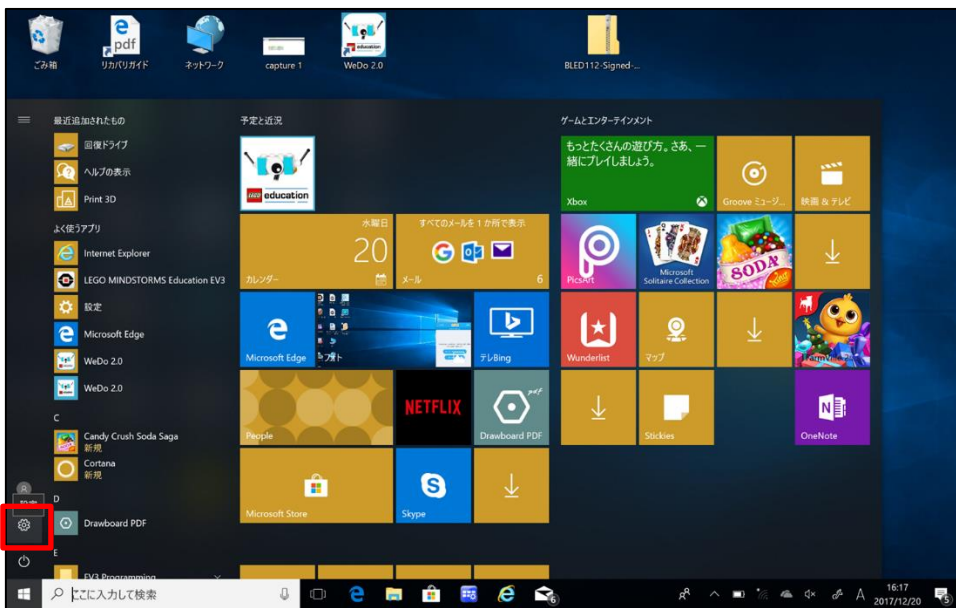 ごみ箱
pdf
リカバリガイド
ネットワーク
capture 1
education
WeDo 2.0
BLED112-Signed-...
最近追加されたもの
回復ドライブ
ヘルプの表示
Print 3D
よく使うアプリ
Internet Explorer
LEGO MINDSTORMS Education EV3
設定
Microsoft Edge
WeDo 2.0
WeDo 2.0
C
Candy Crush Soda Saga
新規
Cortana
新規
D
Drawboard PDF
E
EV3 Programming
予定と近況
education
水曜日
20
カレンダー
すべてのメールを 1 か所で表示
メール
6
Microsoft Edge
フォト
テレBing
People
NETFLIX
pdf
Drawboard PDF
Microsoft Store
Skype
ゲームとエンターテインメント
もっとたくさんの遊び方。さあ、一
緒にプレイしましょう。
Xbox
Groove ミュージ...
映画 & テレビ
PicsArt
Microsoft
Solitaire Collection
SODA
Wunderlist
マップ
Stickies
OneNote
ここに入力して検索
6
A
16:17
2017/12/20
5